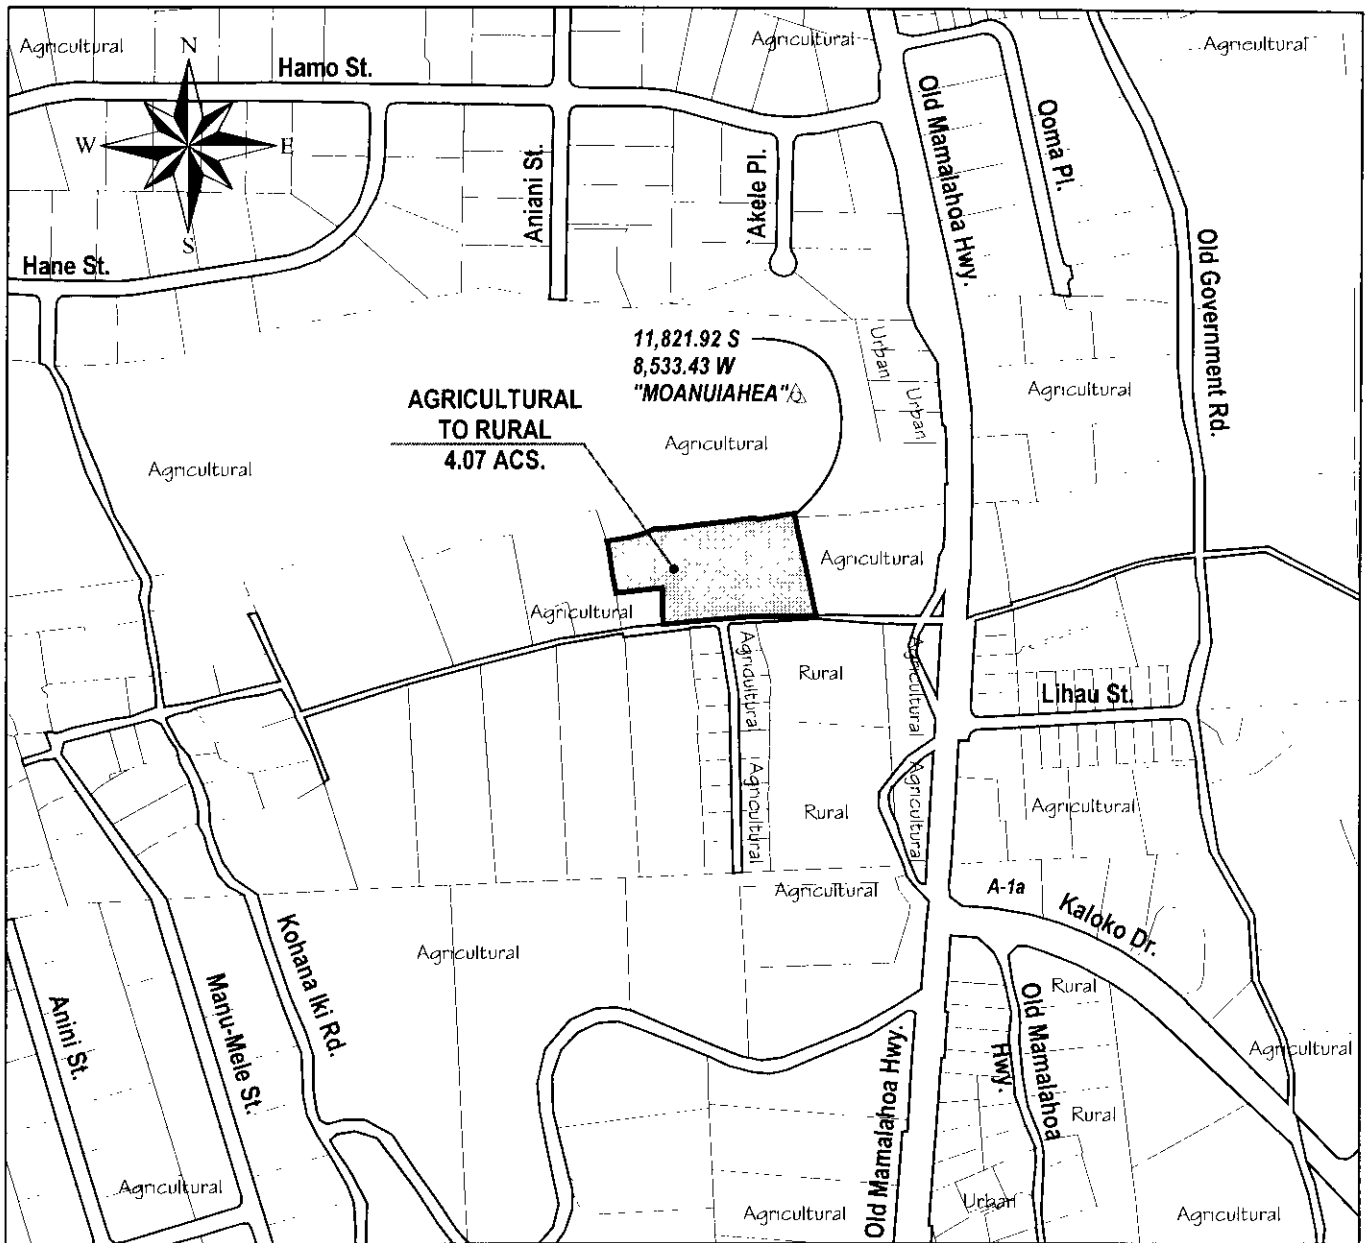 Agricultural
N
Hamo St.
Agricultural
Agricultural
W
E
S
Hane St.
Aniani St.
`Akele Pl.
Old Mamalahoa Hwy.
Ooma Pl.
Old Government Rd.
11,821.92 S
8,533.43 W
"MOANUIAHEA"
Urban
Urban
Agricultural
AGRICULTURAL
TO RURAL
4.07 ACS.
Agricultural
Agricultural
Agricultural
Agricultural
Agricultural
Rural
Agricultural
Lihau St.
Agricultural
Rural
Agricultural
Agricultural
Agricultural
A-1a
Kaloko Dr.
Agricultural
Kohana Iki Rd.
Manu-Mele St.
Anini St.
Rural
Old Mamalahoa
Hwy.
Old Mamalahoa Hwy.
Agricultural
Rural
Agricultural
Agricultural
Urban
Agricultural